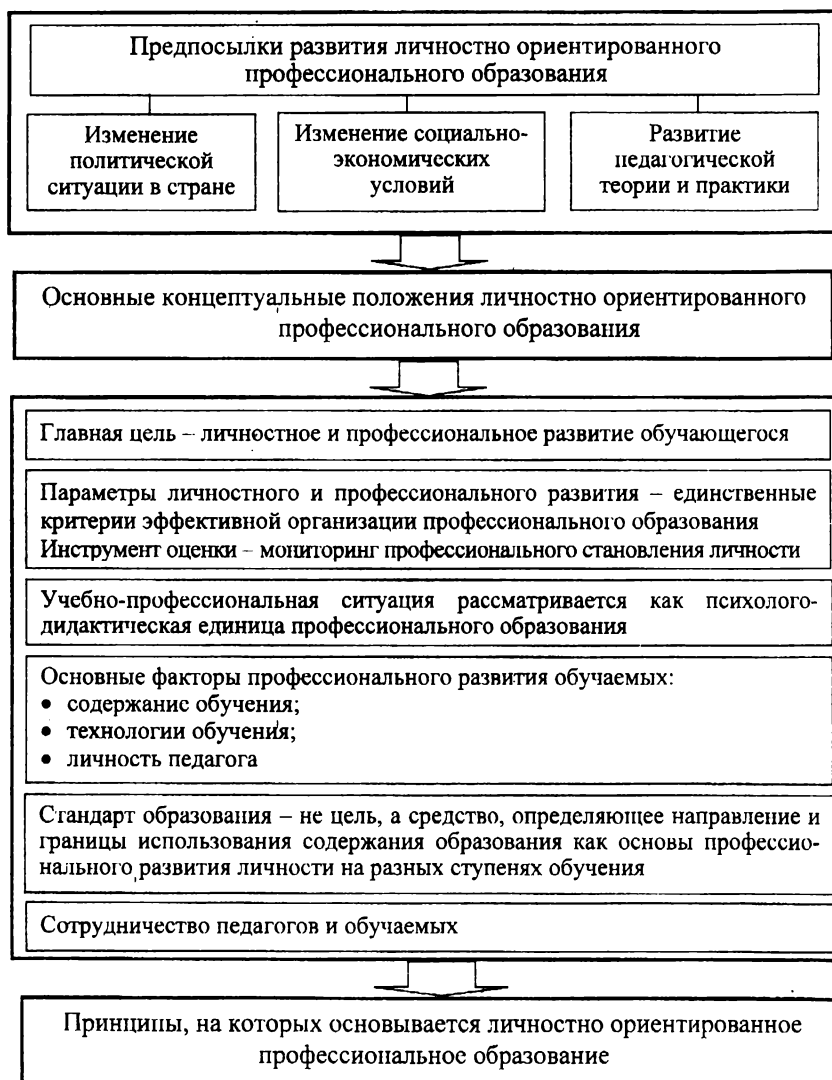 Предпосылки развития личностно ориентированного
профессионального образования
Изменение
политической
ситуации в стране
Изменение социально-
экономических
условий
Развитие
педагогической
теории и практики
Основные концептуальные положения личностно ориентированного
профессионального образования
Главная цель – личностное и профессиональное развитие обучающегося
Параметры личностного и профессионального развития – единственные
критерии эффективной организации профессионального образования
Инструмент оценки – мониторинг профессионального становления личности
Учебно-профессиональная ситуация рассматривается как психолого-
дидактическая единица профессионального образования
Основные факторы профессионального развития обучаемых:
• содержание обучения;
• технологии обучения;
• личность педагога
Стандарт образования – не цель, а средство, определяющее направление и
границы использования содержания образования как основы профессио-
нального развития личности на разных ступенях обучения
Сотрудничество педагогов и обучаемых
Принципы, на которых основывается личностно ориентированное
профессиональное образование